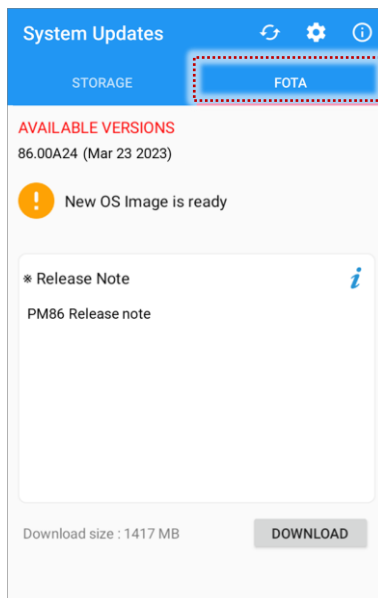 System Updates
STORAGE
FOTA
AVAILABLE VERSIONS
86.00A24 (Mar 23 2023)
New OS Image is ready
※ Release Note
PM86 Release note
Download size : 1417 MB
DOWNLOAD